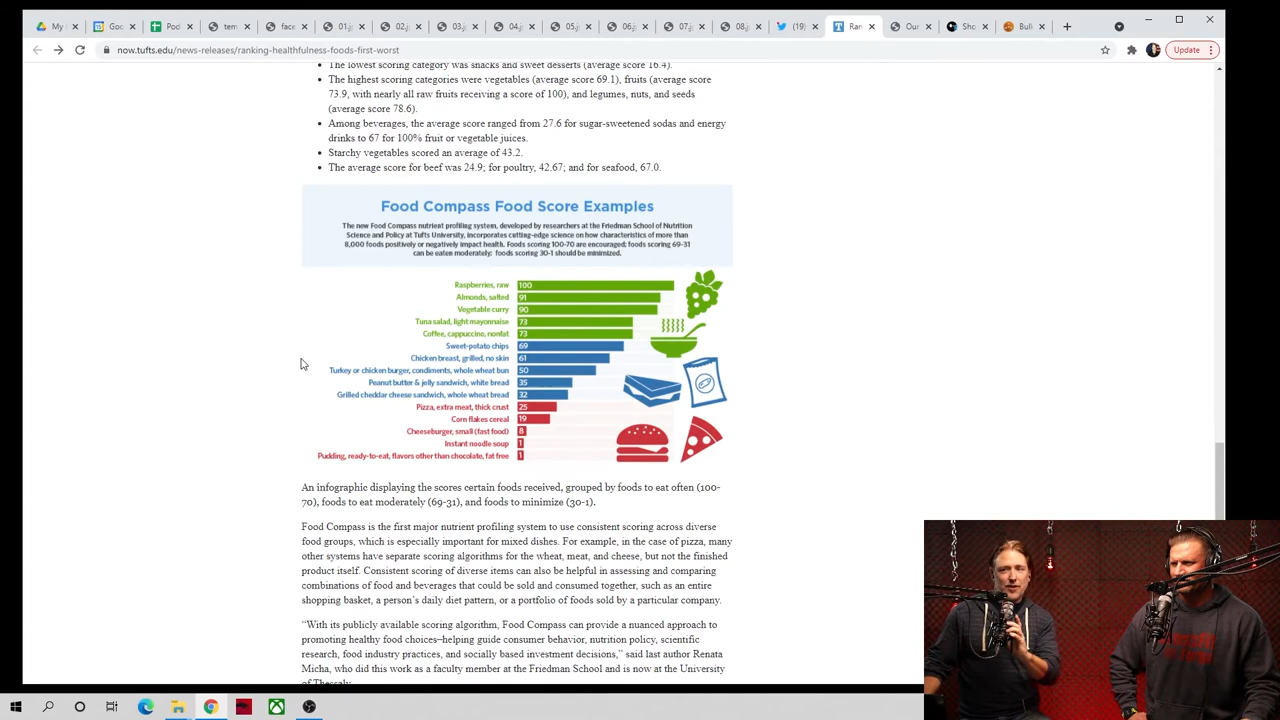 My
Goo
Pod
tem
face
01.j
02.j
03.j
04.j
05.j
06.j
07.j
08.j
(19)
Ran
Our
Sho
Bull
now.tufts.edu/news-releases/ranking-healthfulness-foods-first-worst
Update
• The lowest scoring category was snacks and sweet desserts (average score 16.4).
• The highest scoring categories were vegetables (average score 69.1), fruits (average score
73.9, with nearly all raw fruits receiving a score of 100), and legumes, nuts, and seeds
(average score 78.6).
• Among beverages, the average score ranged from 27.6 for sugar-sweetened sodas and energy
drinks to 67 for 100% fruit or vegetable juices.
• Starchy vegetables scored an average of 43.2.
• The average score for beef was 24.9; for poultry, 42.67; and for seafood, 67.0.
Food Compass Food Score Examples
The new Food Compass nutrient profiling system, developed by researchers at the Friedman School of Nutrition
Science and Policy at Tufts University, incorporates cutting-edge science on how characteristics of more than
8,000 foods positively or negatively impact health. Foods scoring 100-70 are encouraged; foods scoring 69-31
can be eaten moderately; foods scoring 30-1 should be minimized.
Raspberries, raw 100
Almonds, salted 91
Vegetable curry 90
Tuna salad, light mayonnaise 73
Coffee, cappuccino, nonfat 73
Sweet-potato chips 69
Chicken breast, grilled, no skin 61
Turkey or chicken burger, condiments, whole wheat bun 50
Peanut butter & jelly sandwich, white bread 35
Grilled cheddar cheese sandwich, whole wheat bread 32
Pizza, extra meat, thick crust 25
Corn flakes cereal 19
Cheeseburger, small (fast food) 8
Instant noodle soup 1
Pudding, ready-to-eat, flavors other than chocolate, fat free 1
An infographic displaying the scores certain foods received, grouped by foods to eat often (100-
70), foods to eat moderately (69-31), and foods to minimize (30-1).
Food Compass is the first major nutrient profiling system to use consistent scoring across diverse
food groups, which is especially important for mixed dishes. For example, in the case of pizza, many
other systems have separate scoring algorithms for the wheat, meat, and cheese, but not the finished
product itself. Consistent scoring of diverse items can also be helpful in assessing and comparing
combinations of food and beverages that could be sold and consumed together, such as an entire
shopping basket, a person's daily diet pattern, or a portfolio of foods sold by a particular company.
“With its publicly available scoring algorithm, Food Compass can provide a nuanced approach to
promoting healthy food choices–helping guide consumer behavior, nutrition policy, scientific
research, food industry practices, and socially based investment decisions,” said last author Renata
Micha, who did this work as a faculty member at the Friedman School and is now at the University
of Thessaly.